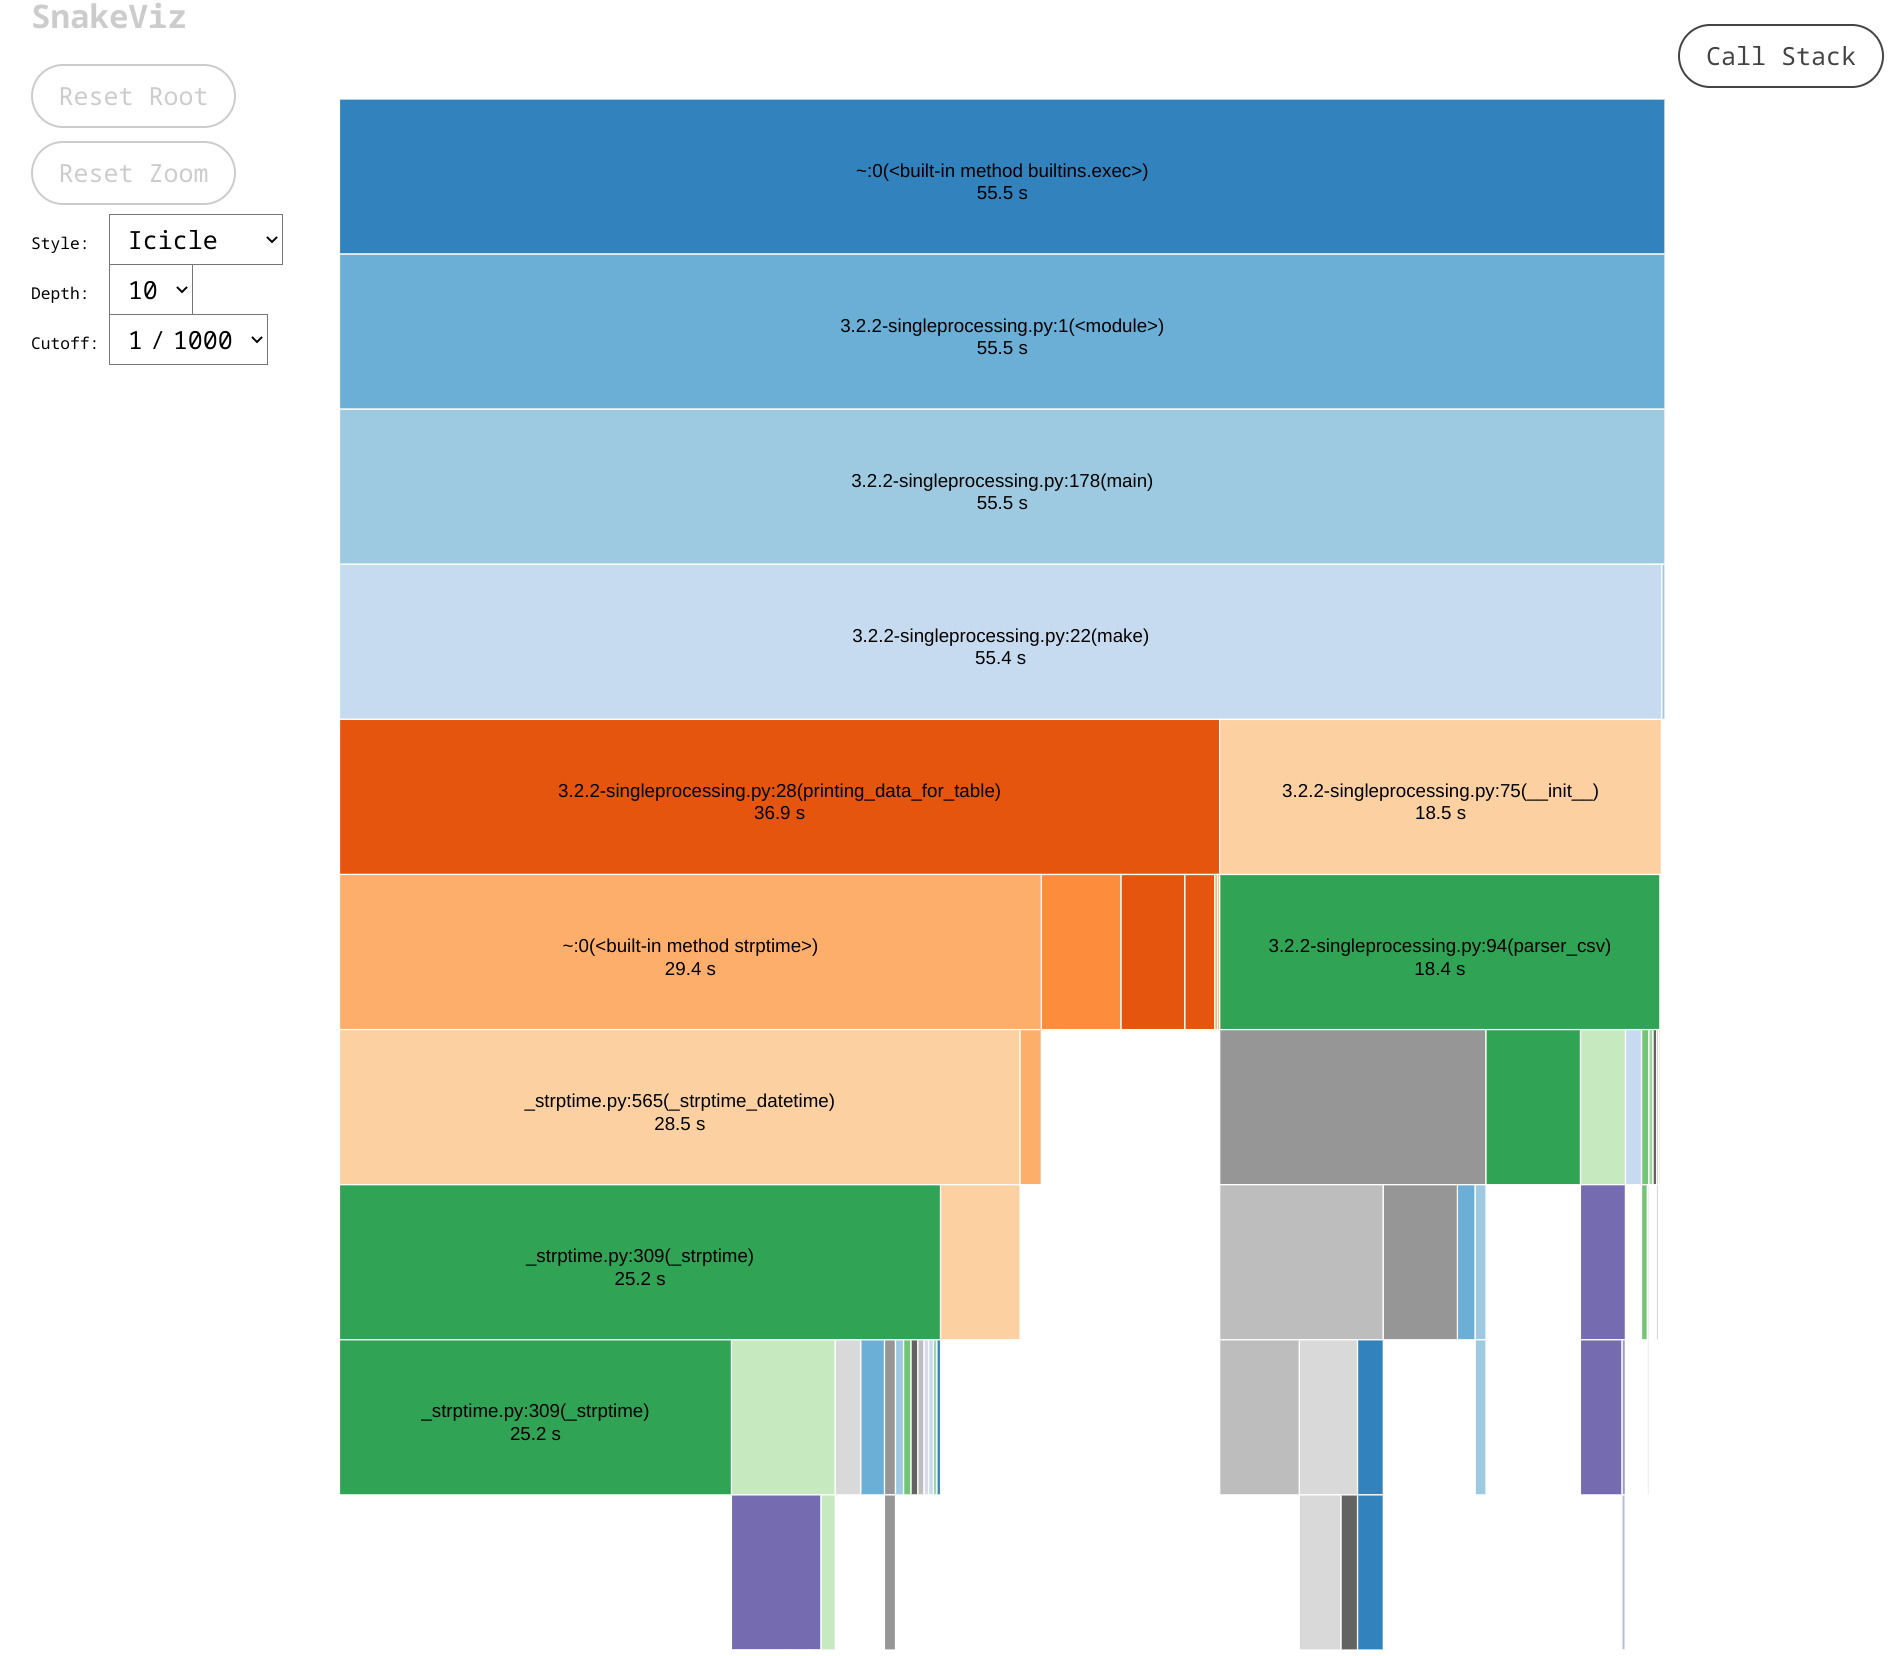 SnakeViz
Call Stack
Reset Root
Reset Zoom
Style: Icicle
Depth: 10
Cutoff: 1 / 1000
~:0(<built-in method builtins.exec>)
55.5 s
3.2.2-singleprocessing.py:1(<module>)
55.5 s
3.2.2-singleprocessing.py:178(main)
55.5 s
3.2.2-singleprocessing.py:22(make)
55.4 s
3.2.2-singleprocessing.py:28(printing_data_for_table)
36.9 s
3.2.2-singleprocessing.py:75(__init__)
18.5 s
~:0(<built-in method strptime>)
29.4 s
3.2.2-singleprocessing.py:94(parser_csv)
18.4 s
_strptime.py:565(_strptime_datetime)
28.5 s
_strptime.py:309(_strptime)
25.2 s
_strptime.py:309(_strptime)
25.2 s